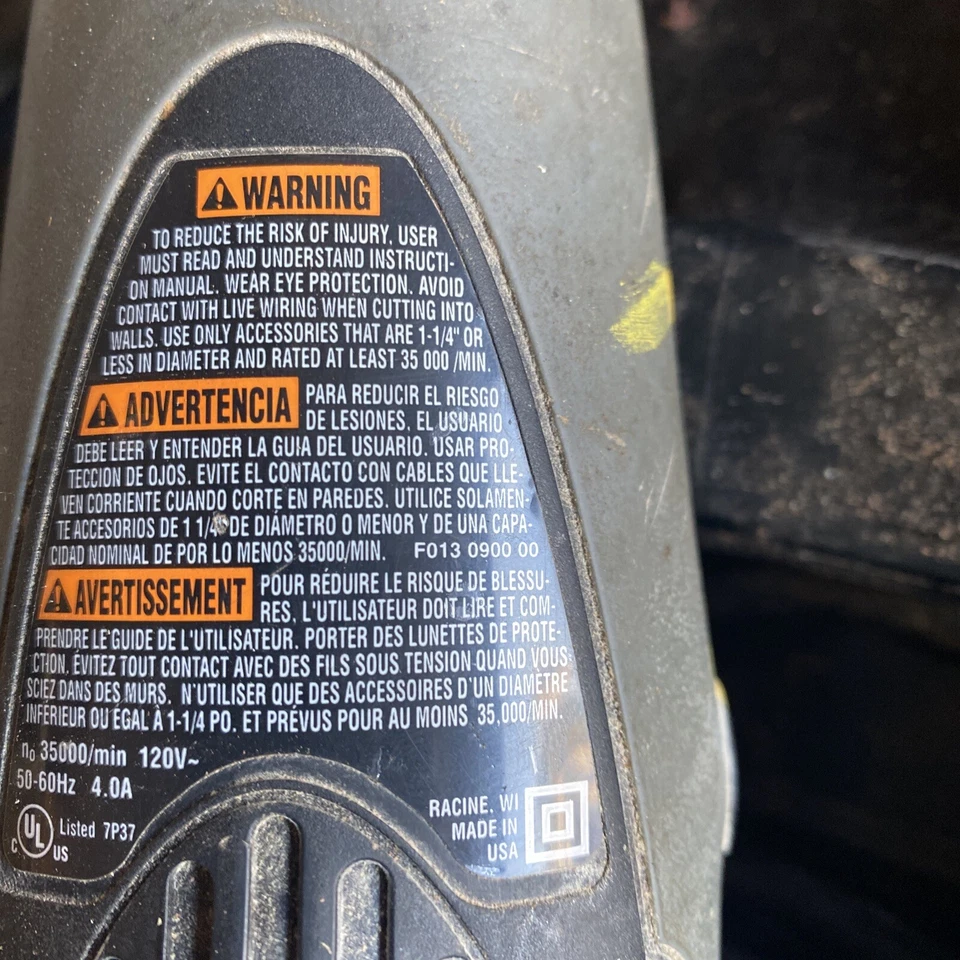 WARNING
TO REDUCE THE RISK OF INJURY, USER
MUST READ AND UNDERSTAND INSTRUCTI-
ON MANUAL. WEAR EYE PROTECTION. AVOID
CONTACT WITH LIVE WIRING WHEN CUTTING INTO
WALLS. USE ONLY ACCESSORIES THAT ARE 1-1/4" OR
LESS IN DIAMETER AND RATED AT LEAST 35 000 /MIN.
ADVERTENCIA PARA REDUCIR EL RIESGO
DE LESIONES, EL USUARIO
DEBE LEER Y ENTENDER LA GUIA DEL USUARIO. USAR PRO-
TECCION DE OJOS. EVITE EL CONTACTO CON CABLES QUE LLE-
VEN CORRIENTE CUANDO CORTE EN PAREDES. UTILICE SOLAMEN-
TE ACCESORIOS DE 1 1/4" DE DIÁMETRO O MENOR Y DE UNA CAPA-
CIDAD NOMINAL DE POR LO MENOS 35000/MIN. F013 0900 00
AVERTISSEMENT POUR RÉDUIRE LE RISQUE DE BLESSU-
RES, L'UTILISATEUR DOIT LIRE ET COM-
PRENDRE LE GUIDE DE L'UTILISATEUR. PORTER DES LUNETTES DE PROTE-
CTION. ÉVITEZ TOUT CONTACT AVEC DES FILS SOUS TENSION QUAND VOUS
SCIEZ DANS DES MURS. N'UTILISER QUE DES ACCESSOIRES D'UN DIAMÈTRE
INFÉRIEUR OU ÉGAL À 1-1/4 PO. ET PRÉVUS POUR AU MOINS 35,000/MIN.
n₀ 35000/min 120V~
50-60Hz 4.0A
C UL US Listed 7P37
RACINE, WI
MADE IN
USA